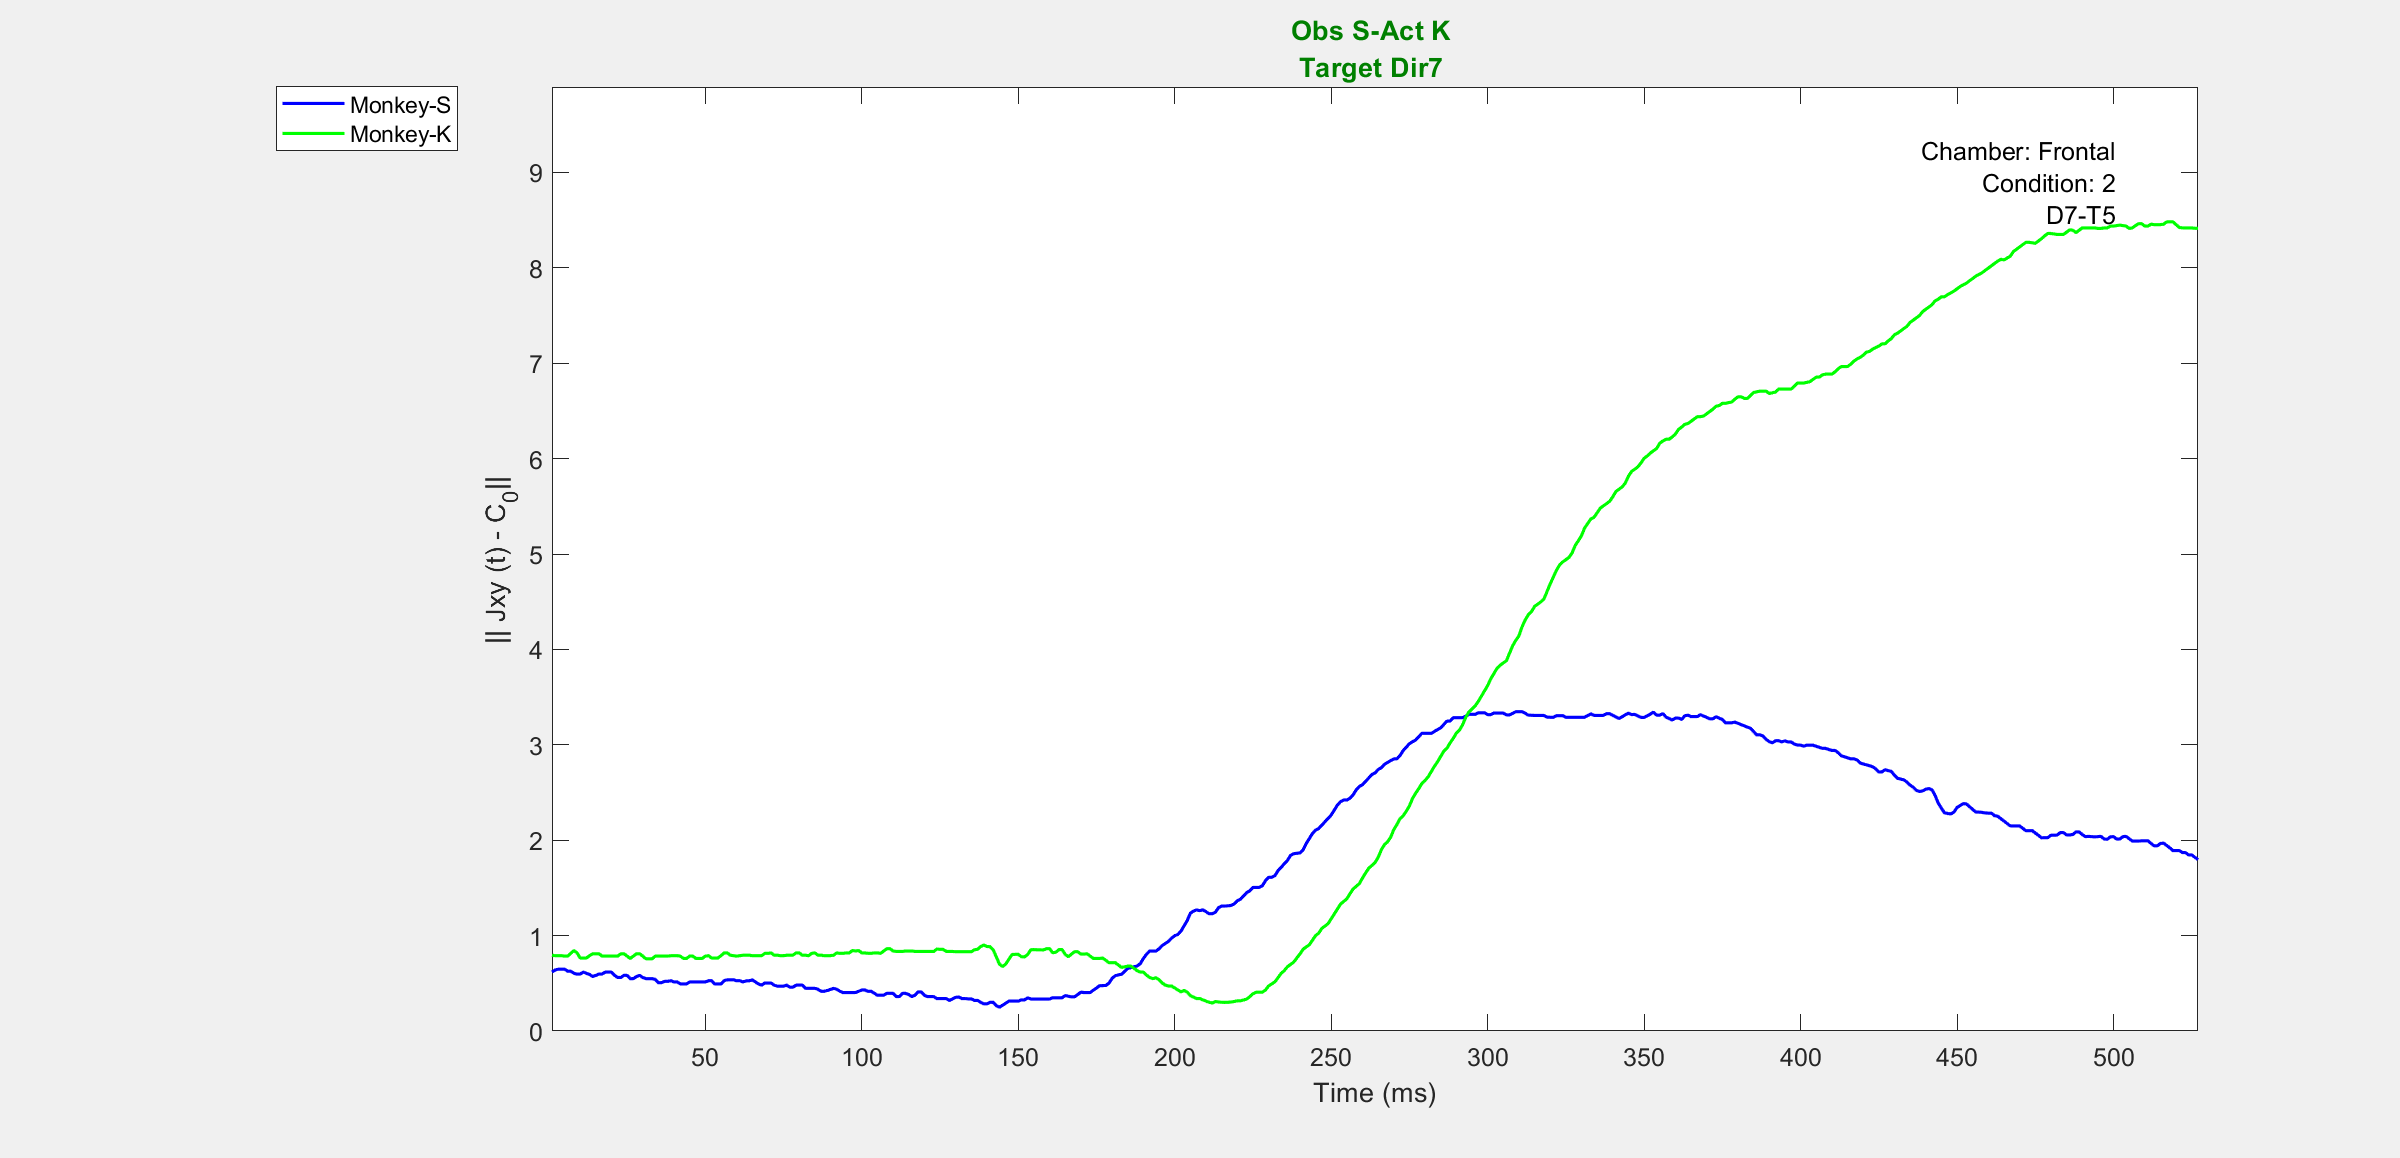 Obs S-Act K
Target Dir7
Monkey-S
Monkey-K
Chamber: Frontal
Condition: 2
D7-T5
9
8
7
6
5
4
3
2
1
0
|| Jxy (t) - C0||
50 100 150 200 250 300 350 400 450 500
Time (ms)